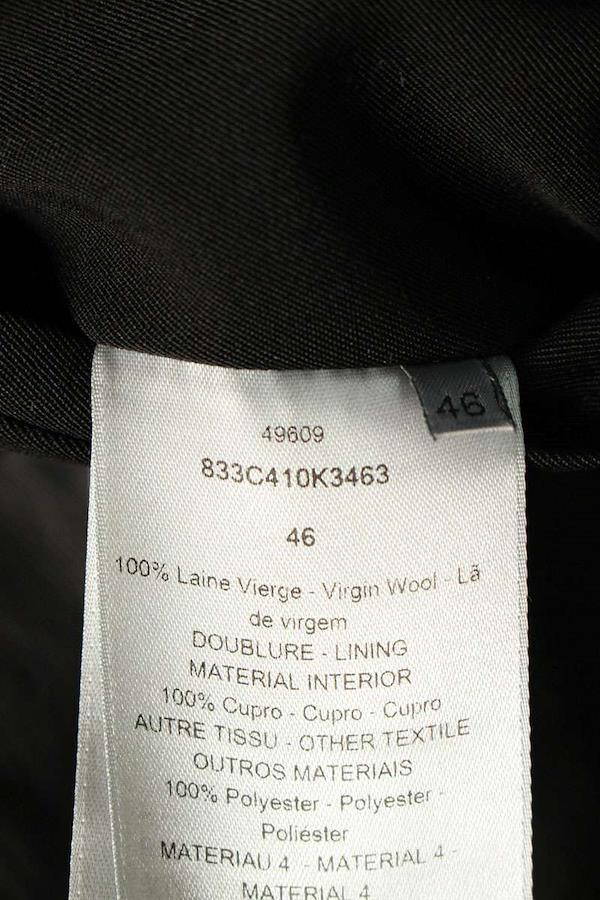 46
49609
833C410K3463
46
100% Laine Vierge - Virgin Wool - Lã
de virgem
DOUBLURE - LINING
MATERIAL INTERIOR
100% Cupro - Cupro - Cupro
AUTRE TISSU - OTHER TEXTILE
OUTROS MATERIAIS
100% Polyester - Polyester -
Poliéster
MATERIAU 4 - MATERIAL 4 -
MATERIAL 4